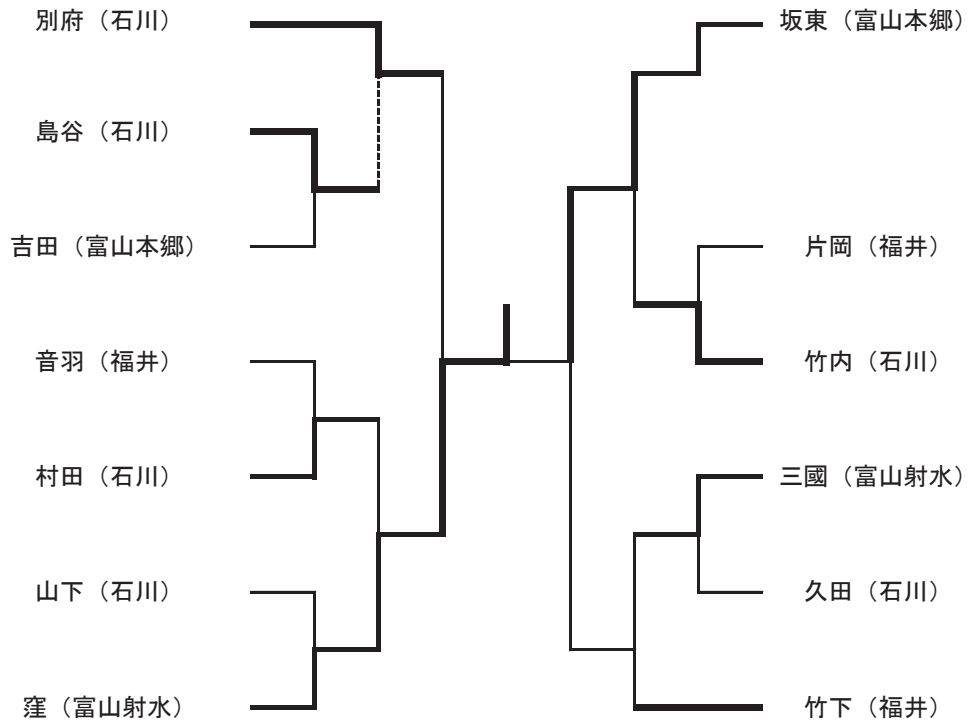 別府（石川）
島谷（石川）
吉田（富山本郷）
音羽（福井）
村田（石川）
山下（石川）
窪（富山射水）
坂東（富山本郷）
片岡（福井）
竹内（石川）
三國（富山射水）
久田（石川）
竹下（福井）